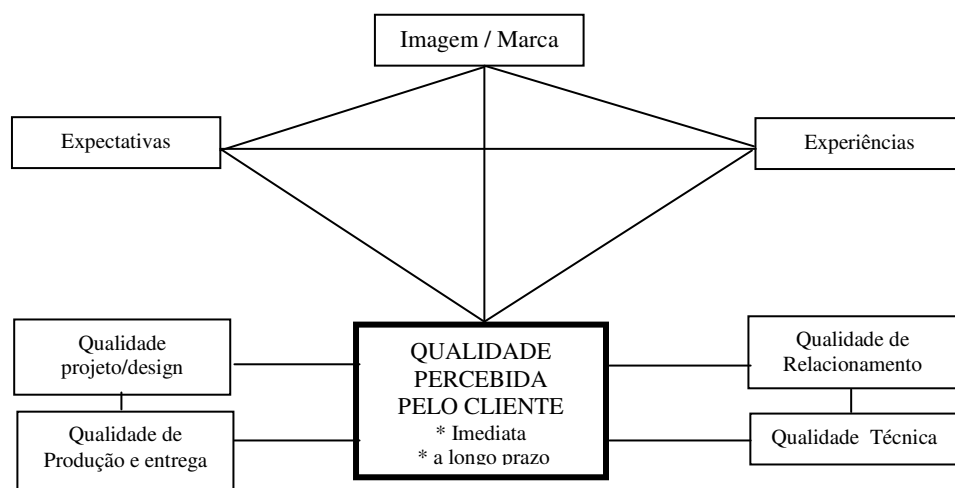 Imagem / Marca
Expectativas
Experiências
Qualidade
projeto/design
Qualidade de
Produção e entrega
QUALIDADE
PERCEBIDA
PELO CLIENTE
* Imediata
* a longo prazo
Qualidade de
Relacionamento
Qualidade Técnica